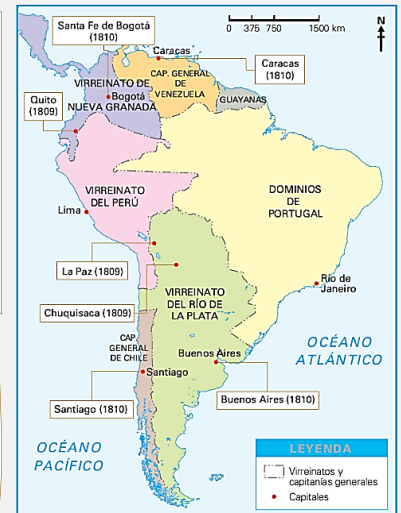 Santa Fe de Bogotá
(1810)
0 375 750 1500 km
N
Caracas
Caracas
(1810)
CAP. GENERAL
DE
VENEZUELA
VIRREINATO DE
Bogotá
NUEVA GRANADA
GUAYANAS
Quito
(1809)
VIRREINATO
DEL PERÚ
Lima
DOMINIOS
DE
PORTUGAL
La Paz (1809)
Río de
Janeiro
VIRREINATO
DEL RÍO DE
LA PLATA
Chuquisaca (1809)
CAP.
GENERAL
DE CHILE
Buenos Aires
OCÉANO
ATLÁNTICO
Santiago
Buenos Aires (1810)
Santiago (1810)
OCÉANO
PACÍFICO
LEYENDA
Virreinatos y
capitanías generales
Capitales